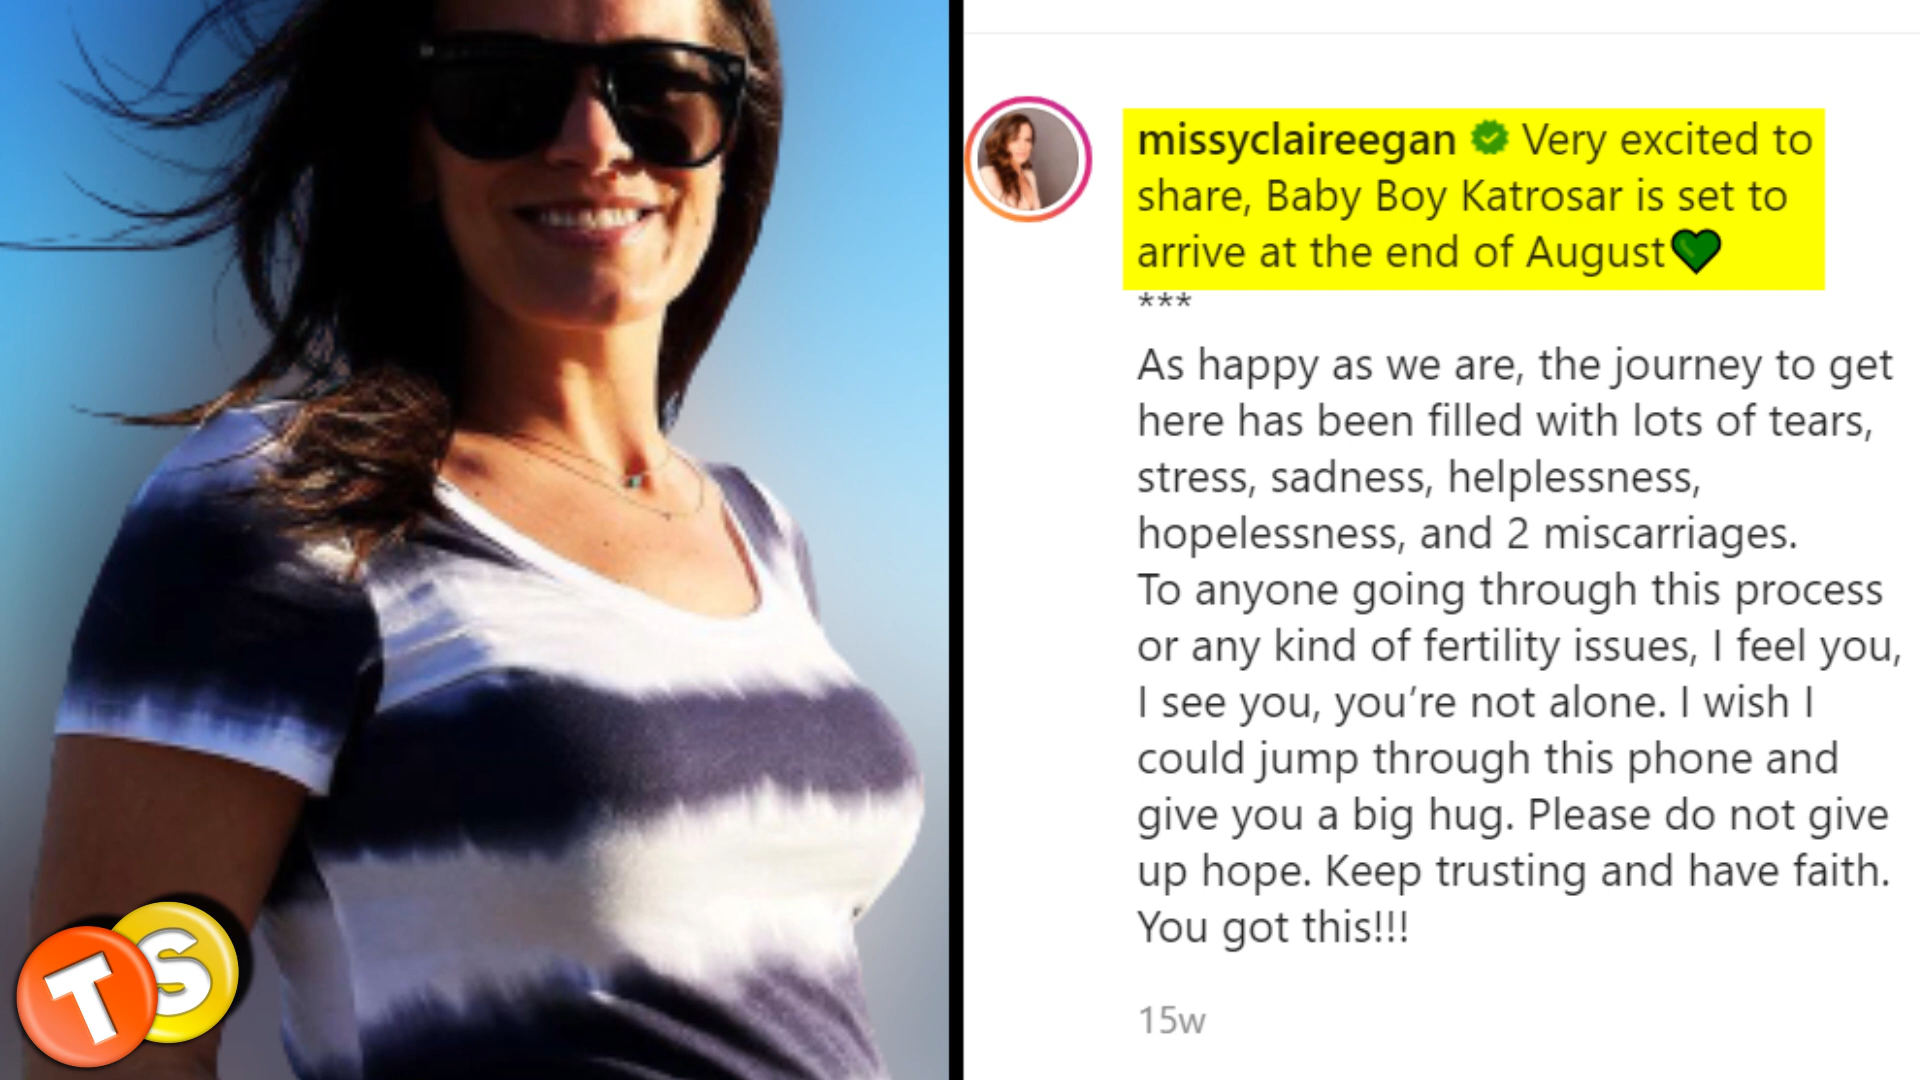 missyclaireegan Very excited to
share, Baby Boy Katrosar is set to
arrive at the end of August💚
***
As happy as we are, the journey to get
here has been filled with lots of tears,
stress, sadness, helplessness,
hopelessness, and 2 miscarriages.
To anyone going through this process
or any kind of fertility issues, I feel you,
I see you, you’re not alone. I wish I
could jump through this phone and
give you a big hug. Please do not give
up hope. Keep trusting and have faith.
You got this!!!
15w
TS